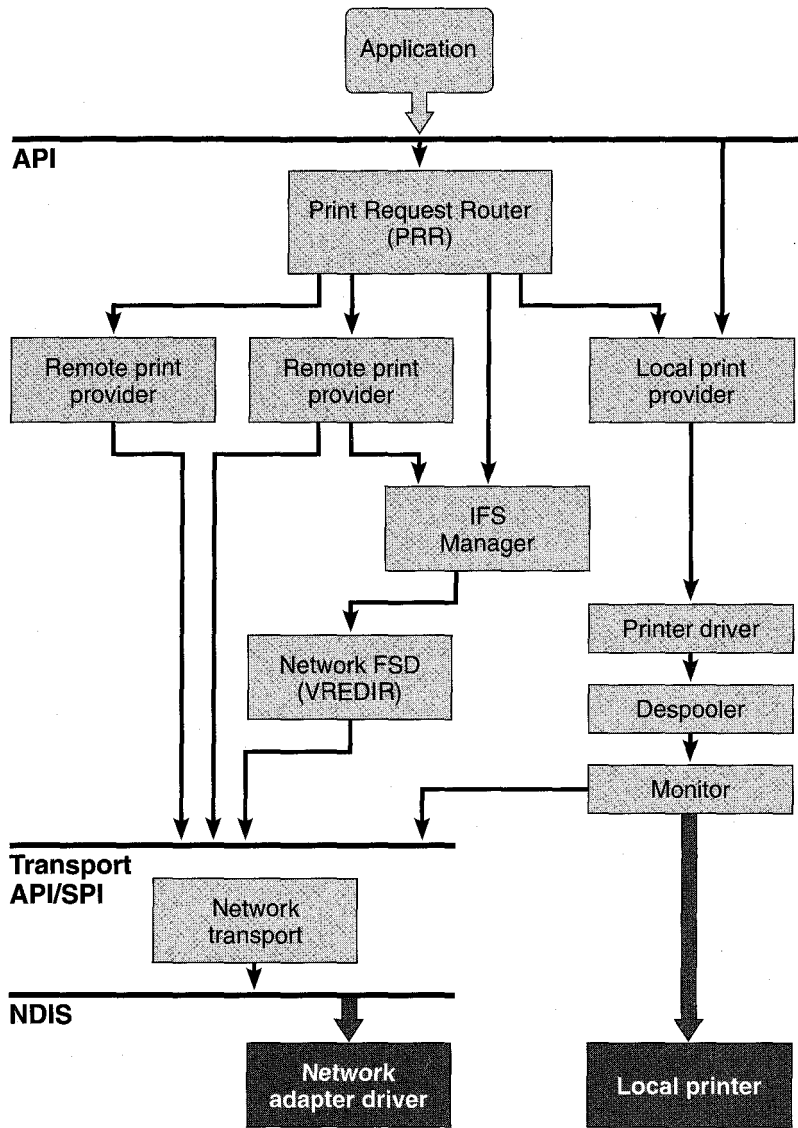 Application
API
Print Request Router
(PRR)
Remote print
provider
Remote print
provider
Local print
provider
IFS
Manager
Printer driver
Network FSD
(VREDIR)
Despooler
Monitor
Transport
API/SPI
Network
transport
NDIS
Network
adapter driver
Local printer